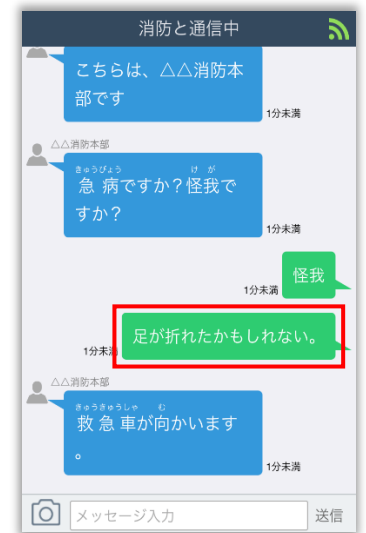 消防と通信中
こちらは、△△消防本
部です
1分未満
△△消防本部
きゅうびょう けが
急病ですか?怪我で
すか?
1分未満
怪我
1分未満
足が折れたかもしれない。
1分未満
△△消防本部
きゅうきゅうしゃ む
救急車が向かいます
。
1分未満
メッセージ入力 送信